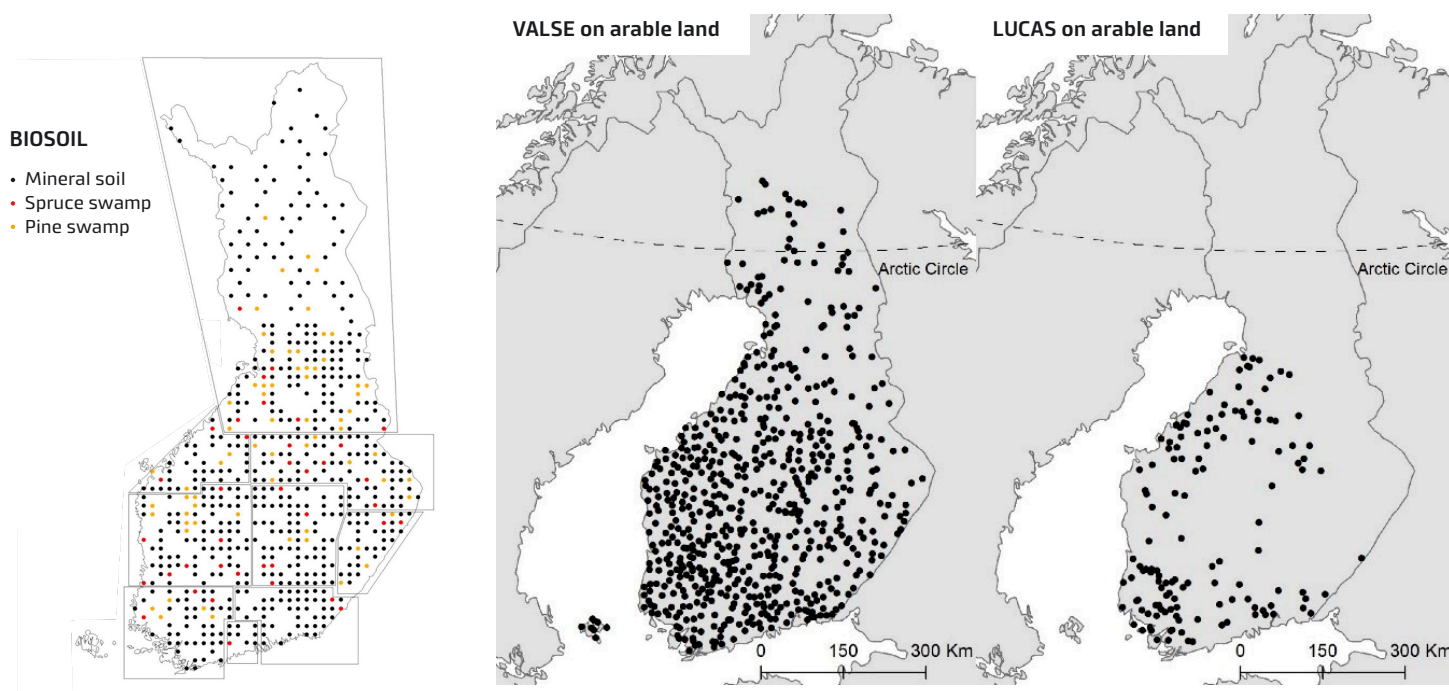 BIOSOIL
Mineral soil
Spruce swamp
Pine swamp
VALSE on arable land
Arctic Circle
0 150 300 Km
LUCAS on arable land
Arctic Circle
0 150 300 Km